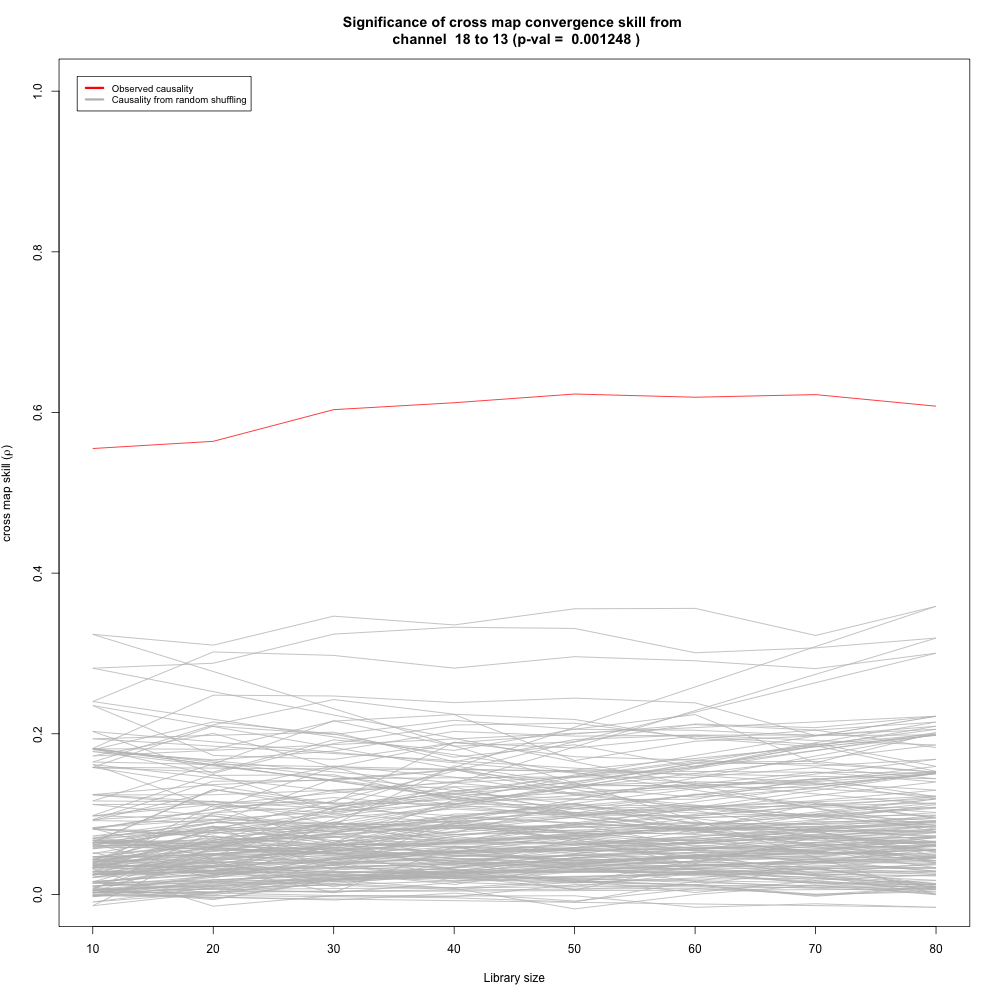 Significance of cross map convergence skill from
channel  18 to 13 (p-val =  0.001248 )
Observed causality
Causality from random shuffling
cross map skill (ρ)
1.0
0.8
0.6
0.4
0.2
0.0
10 20 30 40 50 60 70 80
Library size